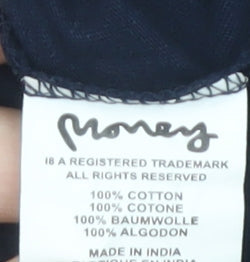 Money
IS A REGISTERED TRADEMARK
ALL RIGHTS RESERVED
100% COTTON
100% COTONE
100% BAUMWOLLE
100% ALGODON
MADE IN INDIA